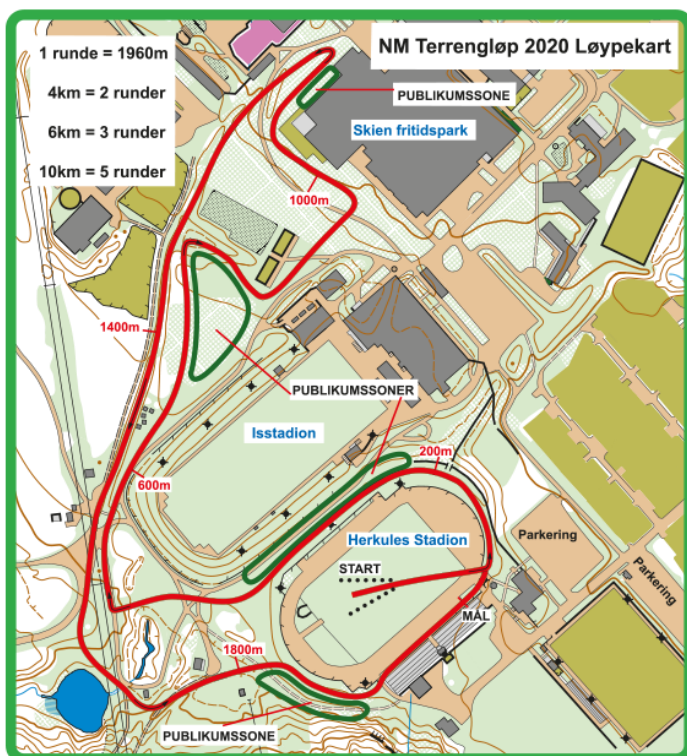 NM Terrengløp 2020 Løypekart
1 runde = 1960m
4km = 2 runder
6km = 3 runder
10km = 5 runder
PUBLIKUMSSONE
Skien fritidspark
1000m
1400m
PUBLIKUMSSONER
Isstadion
200m
600m
Herkules Stadion
Parkering
START
Parkering
MÅL
1800m
PUBLIKUMSSONE